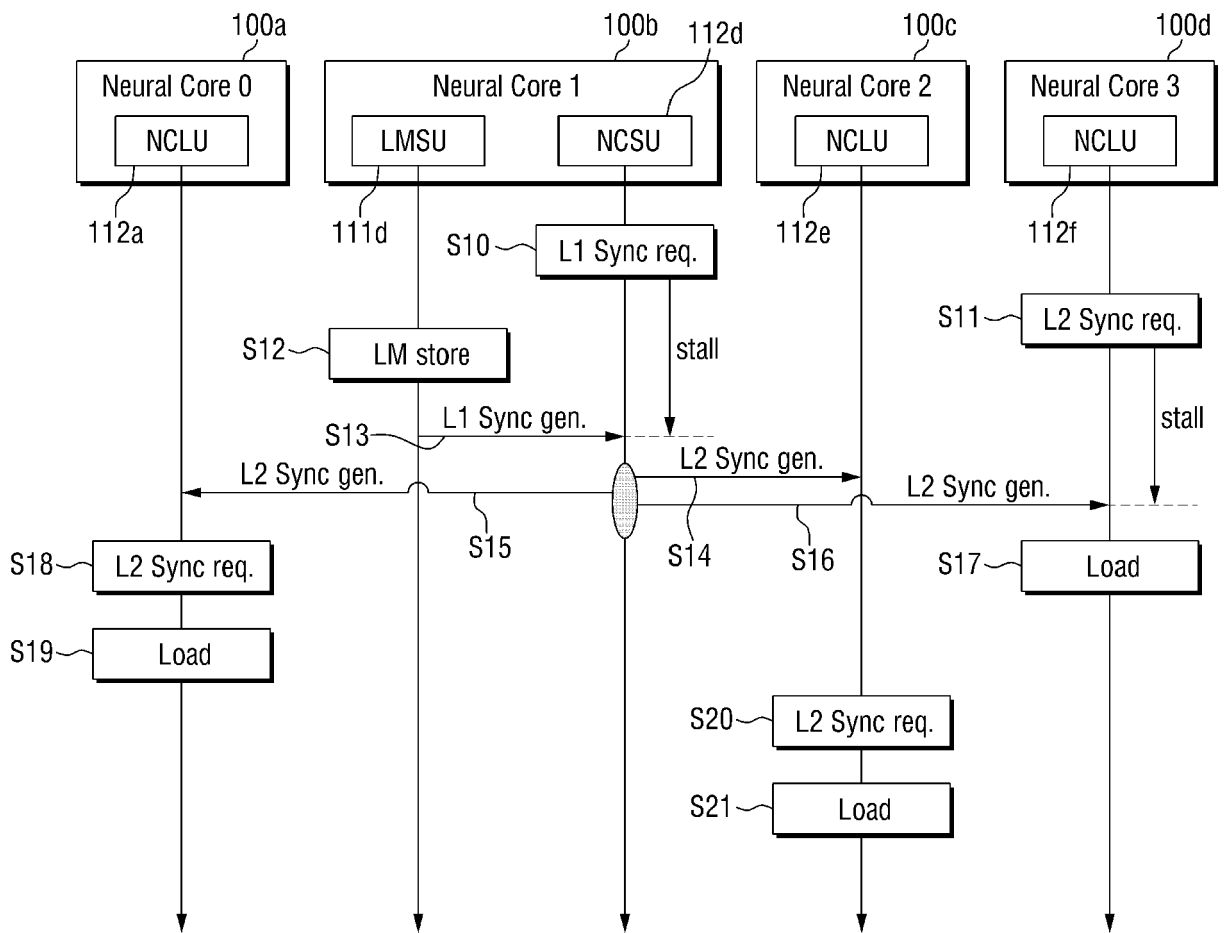 100a
100b
112d
100c
100d
Neural Core 0
Neural Core 1
Neural Core 2
Neural Core 3
NCLU
LMSU
NCSU
NCLU
NCLU
112a
111d
112e
112f
S10
L1 Sync req.
S11
L2 Sync req.
S12
LM store
stall
stall
S13
L1 Sync gen.
L2 Sync gen.
L2 Sync gen.
L2 Sync gen.
S15
S14
S16
S18
L2 Sync req.
S17
Load
S19
Load
S20
L2 Sync req.
S21
Load